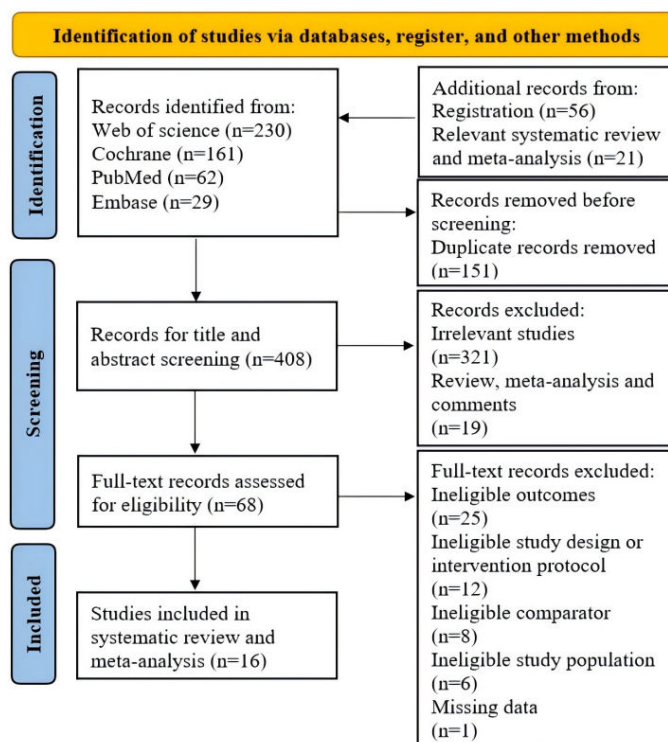 Identification of studies via databases, register, and other methods
Identification
Records identified from:
Web of science (n=230)
Cochrane (n=161)
PubMed (n=62)
Embase (n=29)
Additional records from:
Registration (n=56)
Relevant systematic review
and meta-analysis (n=21)
Records removed before
screening:
Duplicate records removed
(n=151)
Screening
Records for title and
abstract screening (n=408)
Records excluded:
Irrelevant studies
(n=321)
Review, meta-analysis and
comments
(n=19)
Full-text records assessed
for eligibility (n=68)
Full-text records excluded:
Ineligible outcomes
(n=25)
Ineligible study design or
intervention protocol
(n=12)
Ineligible comparator
(n=8)
Ineligible study population
(n=6)
Missing data
(n=1)
Included
Studies included in
systematic review and
meta-analysis (n=16)